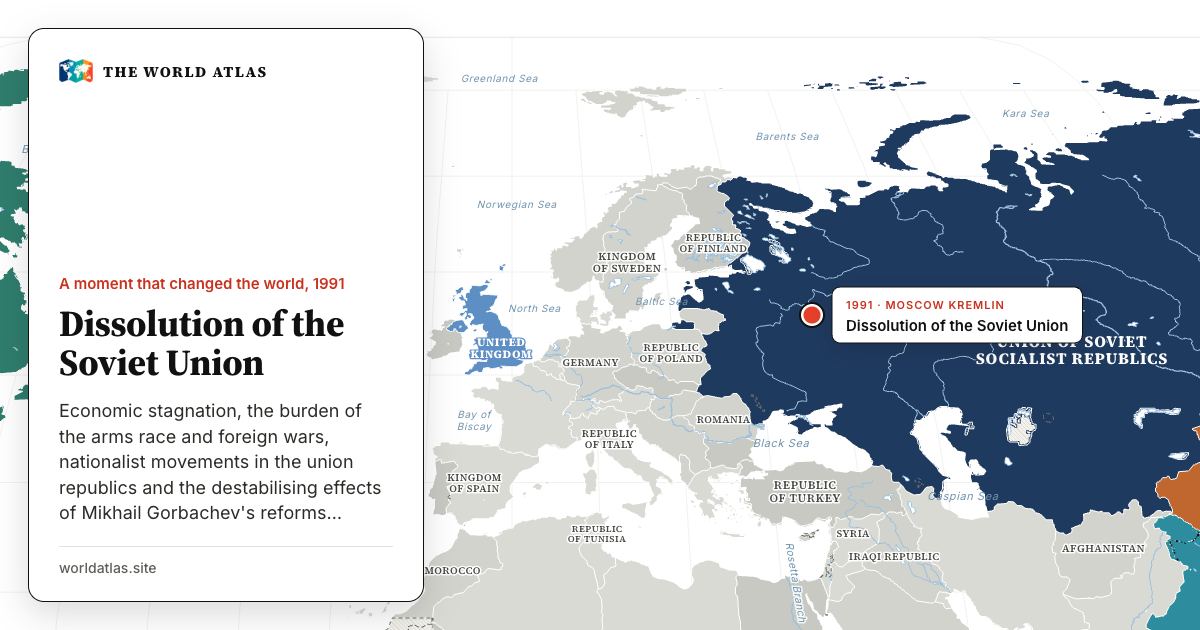 THE WORLD ATLAS
A moment that changed the world, 1991
Dissolution of the
Soviet Union
Economic stagnation, the burden of
the arms race and foreign wars,
nationalist movements in the union
republics and the destabilising effects
of Mikhail Gorbachev's reforms...
worldatlas.site
Greenland Sea
Kara Sea
Barents Sea
Norwegian Sea
REPUBLIC
OF FINLAND
KINGDOM
OF SWEDEN
North Sea
Baltic Sea
1991 · MOSCOW KREMLIN
Dissolution of the Soviet Union
UNION OF SOVIET
SOCIALIST REPUBLICS
UNITED
KINGDOM
GERMANY
REPUBLIC
OF POLAND
Bay of
Biscay
ROMANIA
REPUBLIC
OF ITALY
Black Sea
KINGDOM
OF SPAIN
REPUBLIC
OF TURKEY
Caspian Sea
REPUBLIC
OF TUNISIA
SYRIA
IRAQI REPUBLIC
AFGHANISTAN
MOROCCO
Rosetta Branch